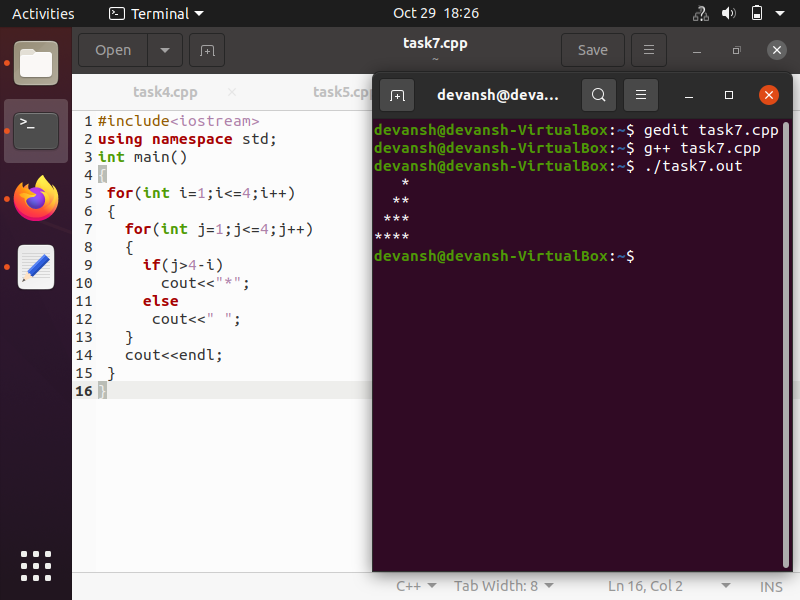 Activities Terminal Oct 29 18:26
Open task7.cpp Save
~
task4.cpp task5.cpp
1 #include<iostream>
2 using namespace std;
3 int main()
4 {
5 for(int i=1;i<=4;i++)
6 {
7 for(int j=1;j<=4;j++)
8 {
9 if(j>4-i)
10 cout<<"*";
11 else
12 cout<<" ";
13 }
14 cout<<endl;
15 }
16 }
devansh@deva...
devansh@devansh-VirtualBox:~$ gedit task7.cpp
devansh@devansh-VirtualBox:~$ g++ task7.cpp
devansh@devansh-VirtualBox:~$ ./task7.out
   *
  **
 ***
****
devansh@devansh-VirtualBox:~$
C++ Tab Width: 8 Ln 16, Col 2 INS